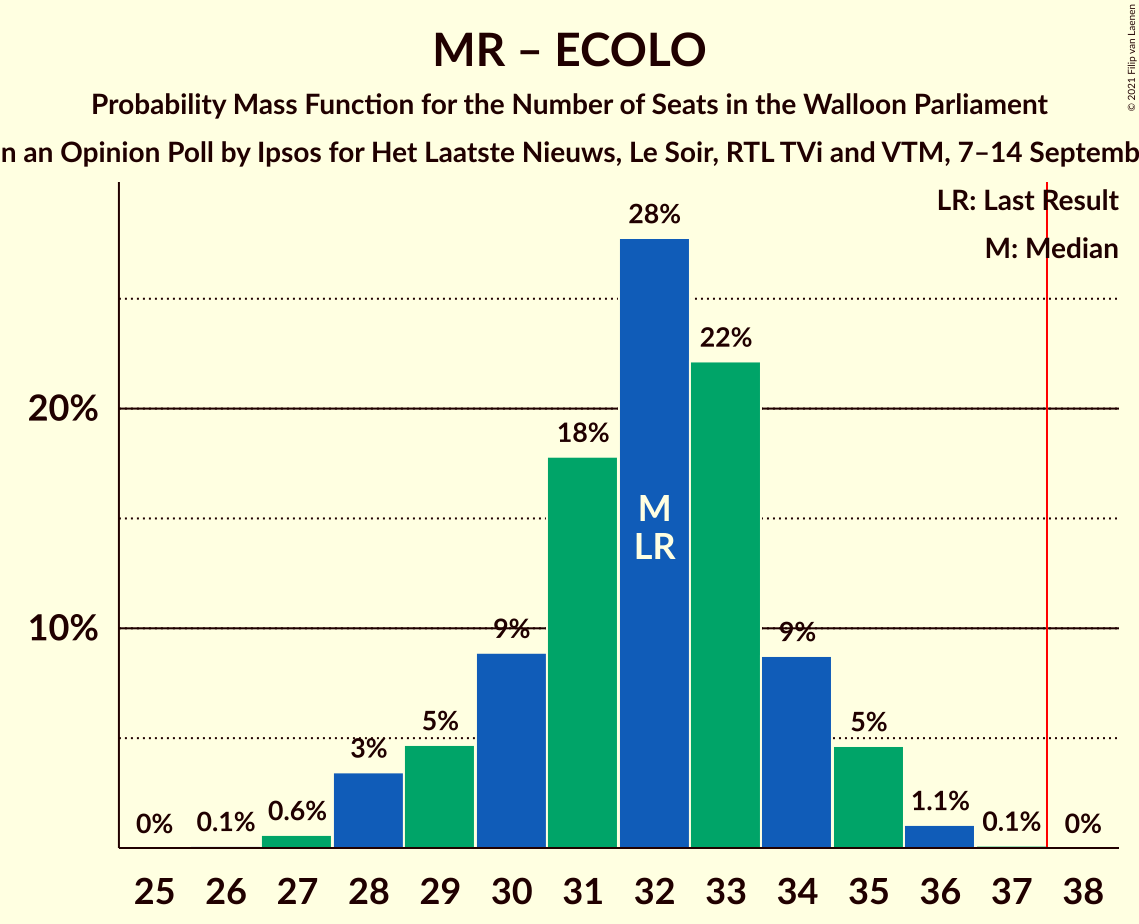 MR – ECOLO
Probability Mass Function for the Number of Seats in the Walloon Parliament
n an Opinion Poll by Ipsos for Het Laatste Nieuws, Le Soir, RTL TVi and VTM, 7–14 Septemb
© 2021 Filip van Laenen
LR: Last Result
M: Median
28%
22%
20%
18%
M
LR
10%
9%
9%
5%
5%
3%
1.1%
0.6%
0%
0.1%
0.1%
0%
25 26 27 28 29 30 31 32 33 34 35 36 37 38